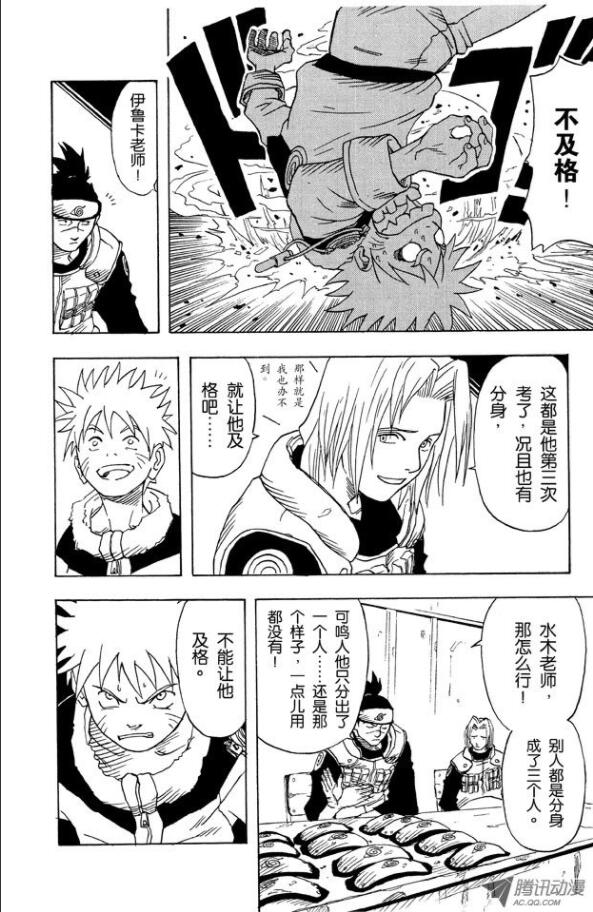 不及格！
伊鲁卡老师！
这都是他第三次
考了，况且也有
分身，
就让他及
格吧……
那样就是
我也办不
到。
水木老师，
那怎么行！
别人都是分身
成了三个人。
可鸣人他只分出了
一个人……还是那
个样子，一点儿用
都没有！
不能让他
及格。
腾讯动漫
AC.QQ.COM